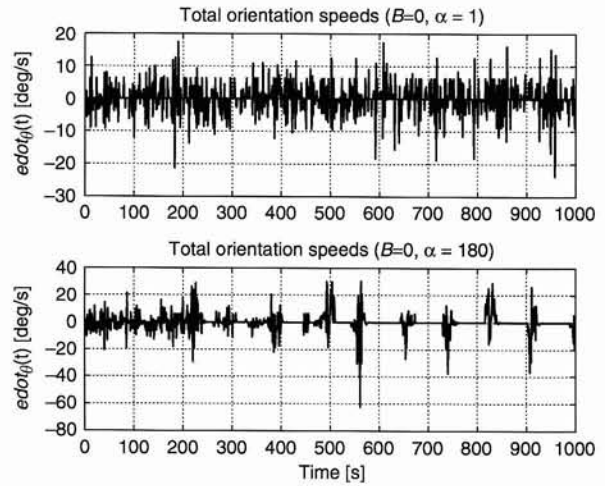 Total orientation speeds (B=0, α = 1)
edotθ(t) [deg/s]
20
10
0
−10
−20
−30
0 100 200 300 400 500 600 700 800 900 1000
Total orientation speeds (B=0, α = 180)
edotθ(t) [deg/s]
40
20
0
−20
−40
−60
−80
0 100 200 300 400 500 600 700 800 900 1000
Time [s]